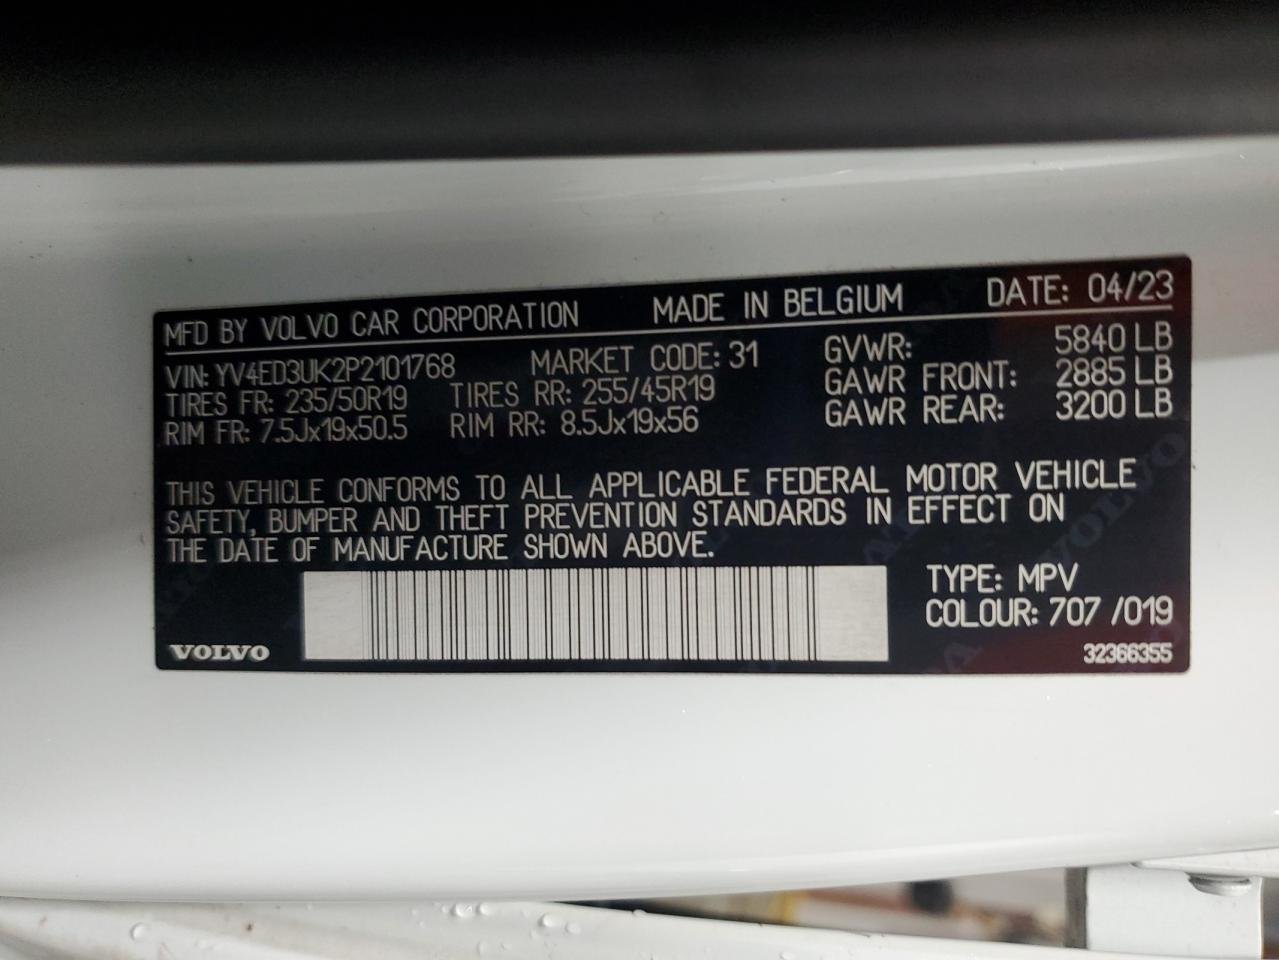 MFD BY VOLVO CAR CORPORATION MADE IN BELGIUM DATE: 04/23
VIN: YV4ED3UK2P2101768 MARKET CODE: 31 GVWR: 5840 LB
TIRES FR: 235/50R19 TIRES RR: 255/45R19 GAWR FRONT: 2885 LB
RIM FR: 7.5Jx19x50.5 RIM RR: 8.5Jx19x56 GAWR REAR: 3200 LB
THIS VEHICLE CONFORMS TO ALL APPLICABLE FEDERAL MOTOR VEHICLE
SAFETY, BUMPER AND THEFT PREVENTION STANDARDS IN EFFECT ON
THE DATE OF MANUFACTURE SHOWN ABOVE.
TYPE: MPV
COLOUR: 707 /019
VOLVO 32366355